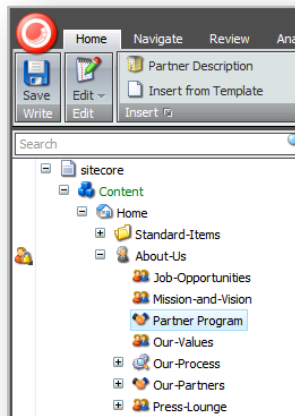 Home Navigate Review Ana
Save
Edit
Partner Description
Insert from Template
Write Edit Insert
Search
sitecore
Content
Home
Standard-Items
About-Us
Job-Opportunities
Mission-and-Vision
Partner Program
Our-Values
Our-Process
Our-Partners
Press-Lounge